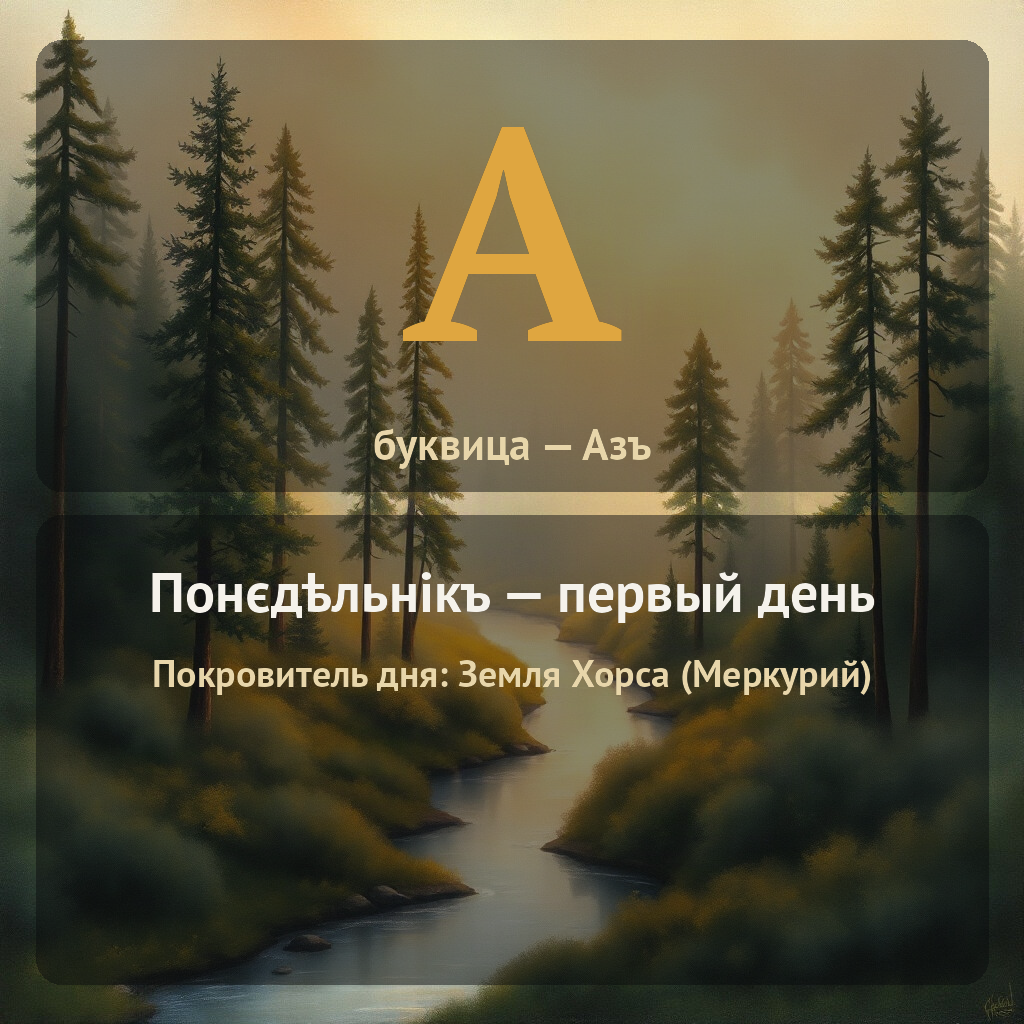 А
буквица — Азъ
Понєдѣльнікъ — первый день
Покровитель дня: Земля Хорса (Меркурий)